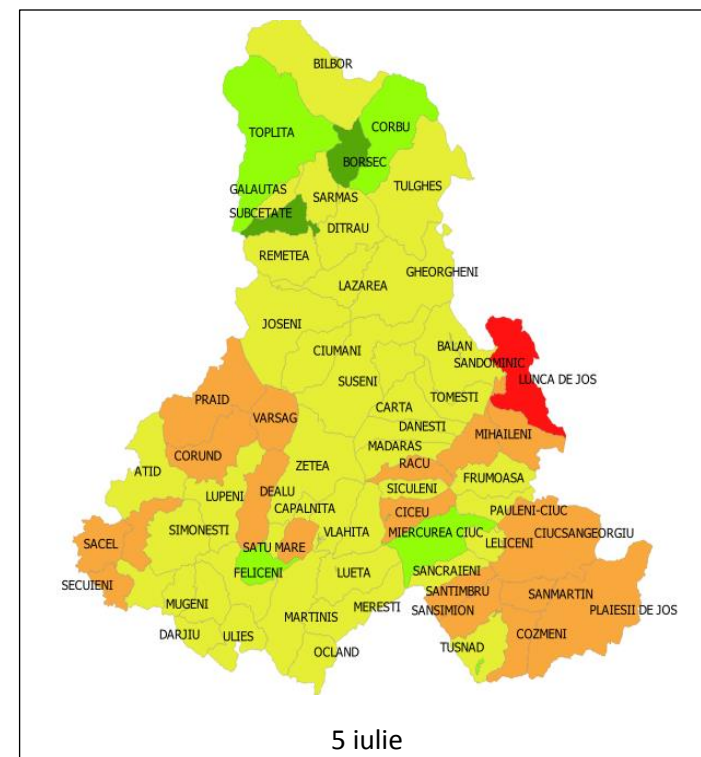 BILBOR
TOPLITA
CORBU
BORSEC
TULGHES
GALAUTAS
SARMAS
SUBCETATE
DITRAU
REMETEA
GHEORGHENI
LAZAREA
JOSENI
BALAN
CIUMANI
SANDOMINIC
SUSENI
LUNCA DE JOS
PRAID
TOMESTI
CARTA
VARSAG
DANESTI
MIHAILENI
MADARAS
CORUND
RACU
ZETEA
ATID
FRUMOASA
SICULENI
DEALU
LUPENI
CAPALNITA
PAULENI-CIUC
CICEU
SIMONESTI
VLAHITA
MIERCUREA CIUC
CIUCSANGEORGIU
SACEL
SATU MARE
LELICENI
FELICENI
LUETA
SANCRAIENI
SECUIENI
SANTIMBRU
SANMARTIN
MUGENI
MERESTI
SANSIMION
PLAIESII DE JOS
MARTINIS
DARJIU
ULIES
COZMENI
TUSNAD
OCLAND
5 iulie